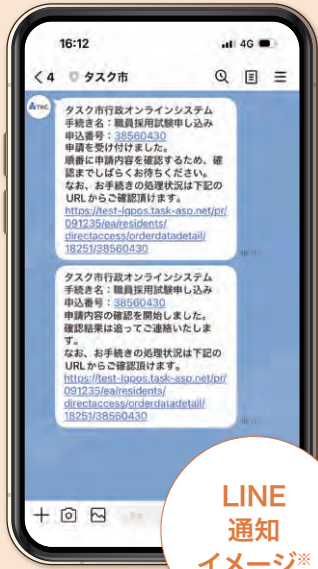 16:12
4G
4 タスク市
TKC
タスク市行政オンラインシステム
手続き名：職員採用試験申し込み
申込番号：38560430
申請を受け付けました。
順番に申請内容を確認するため、確
認までしばらくお待ちください。
なお、お手続きの処理状況は下記の
URLからご確認頂けます。
https://test-lgpos.task-asp.net/pr/
091235/ea/residents/
directaccess/orderdatadetail/
18251/38560430
タスク市行政オンラインシステム
手続き名：職員採用試験申し込み
申込番号：38560430
申請内容の確認を開始しました。
確認結果は追ってご連絡いたしま
す。
なお、お手続きの処理状況は下記の
URLからご確認頂けます。
https://test-lgpos.task-asp.net/pr/
091235/ea/residents/
directaccess/orderdatadetail/
18251/38560430
LINE
通知
イメージ※